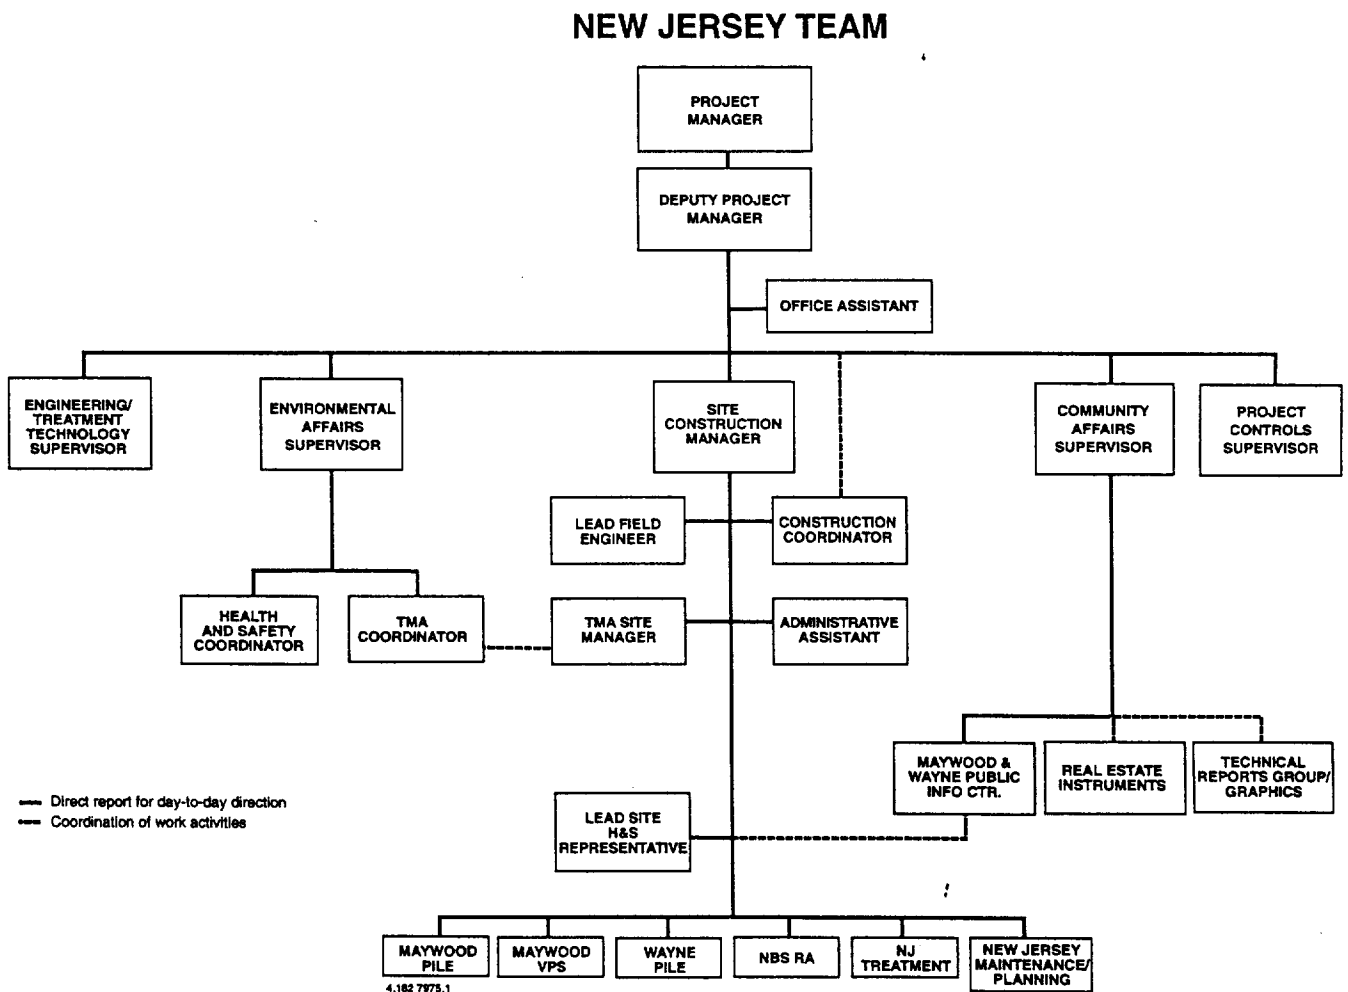 NEW JERSEY TEAM
PROJECT
MANAGER
DEPUTY PROJECT
MANAGER
OFFICE ASSISTANT
ENGINEERING/
TREATMENT
TECHNOLOGY
SUPERVISOR
ENVIRONMENTAL
AFFAIRS
SUPERVISOR
SITE
CONSTRUCTION
MANAGER
COMMUNITY
AFFAIRS
SUPERVISOR
PROJECT
CONTROLS
SUPERVISOR
LEAD FIELD
ENGINEER
CONSTRUCTION
COORDINATOR
HEALTH
AND SAFETY
COORDINATOR
TMA
COORDINATOR
TMA SITE
MANAGER
ADMINISTRATIVE
ASSISTANT
MAYWOOD &
WAYNE PUBLIC
INFO CTR.
REAL ESTATE
INSTRUMENTS
TECHNICAL
REPORTS GROUP/
GRAPHICS
Direct report for day-to-day direction
Coordination of work activities
LEAD SITE
H&S
REPRESENTATIVE
MAYWOOD
PILE
MAYWOOD
VPS
WAYNE
PILE
NBS RA
NJ
TREATMENT
NEW JERSEY
MAINTENANCE/
PLANNING
4.162 7975.1